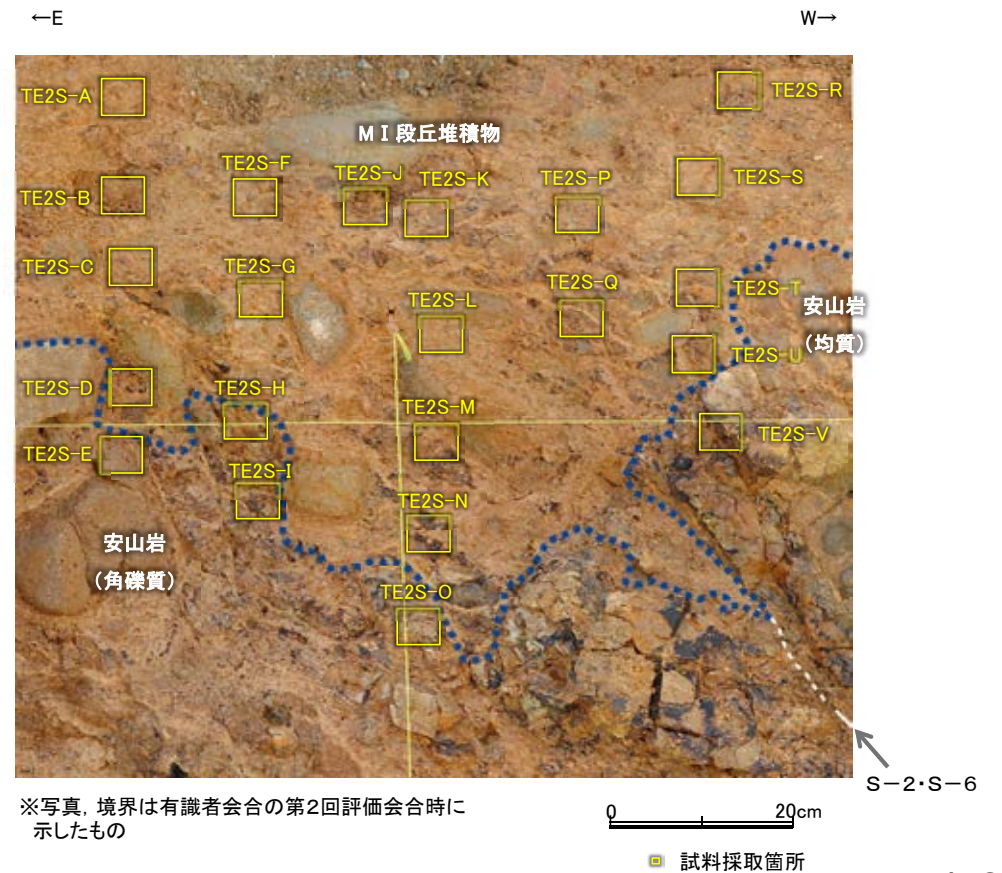 ←E
W→
TE2S-A
TE2S-R
MⅠ段丘堆積物
TE2S-F
TE2S-J
TE2S-K
TE2S-P
TE2S-S
TE2S-B
TE2S-C
TE2S-G
TE2S-Q
TE2S-T
TE2S-L
安山岩
(均質)
TE2S-U
TE2S-D
TE2S-H
TE2S-M
TE2S-V
TE2S-E
TE2S-I
TE2S-N
安山岩
(角礫質)
TE2S-O
S-2・S-6
※写真,境界は有識者会合の第2回評価会合時に
示したもの
0 20cm
試料採取箇所